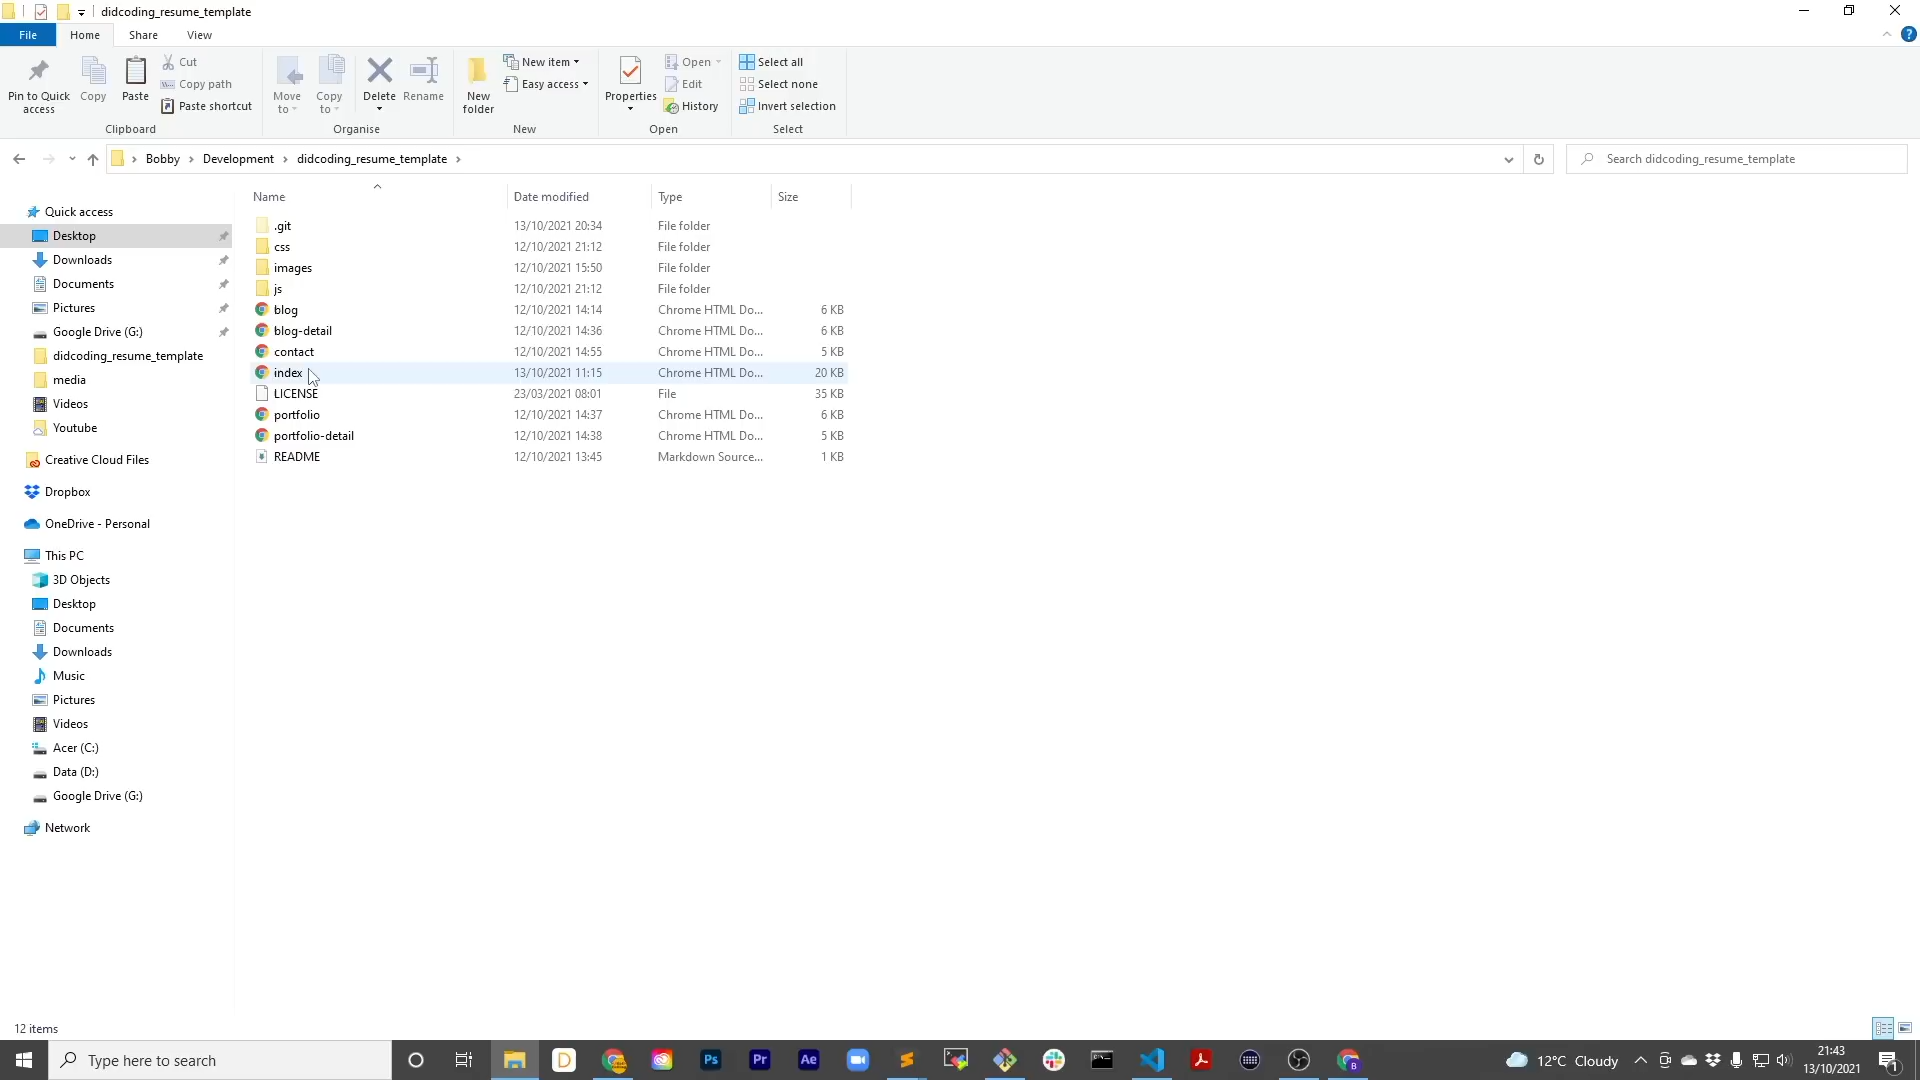 didcoding_resume_template
File Home Share View
Pin to Quick access
Copy
Paste
Cut
Copy path
Paste shortcut
Clipboard
Move to
Copy to
Delete
Rename
Organise
New folder
New item
Easy access
New
Properties
Open
Edit
History
Open
Select all
Select none
Invert selection
Select
Bobby Development didcoding_resume_template
Search didcoding_resume_template
Quick access
Desktop
Downloads
Documents
Pictures
Google Drive (G:)
didcoding_resume_template
media
Videos
Youtube
Creative Cloud Files
Dropbox
OneDrive - Personal
This PC
3D Objects
Desktop
Documents
Downloads
Music
Pictures
Videos
Acer (C:)
Data (D:)
Google Drive (G:)
Network
Name Date modified Type Size
.git 13/10/2021 20:34 File folder
css 12/10/2021 21:12 File folder
images 12/10/2021 15:50 File folder
js 12/10/2021 21:12 File folder
blog 12/10/2021 14:14 Chrome HTML Do... 6 KB
blog-detail 12/10/2021 14:36 Chrome HTML Do... 6 KB
contact 12/10/2021 14:55 Chrome HTML Do... 5 KB
index 13/10/2021 11:15 Chrome HTML Do... 20 KB
LICENSE 23/03/2021 08:01 File 35 KB
portfolio 12/10/2021 14:37 Chrome HTML Do... 6 KB
portfolio-detail 12/10/2021 14:38 Chrome HTML Do... 5 KB
README 12/10/2021 13:45 Markdown Source... 1 KB
12 items
Type here to search
D
Ps
Pr
Ae
B
12°C Cloudy
21:43
13/10/2021
1